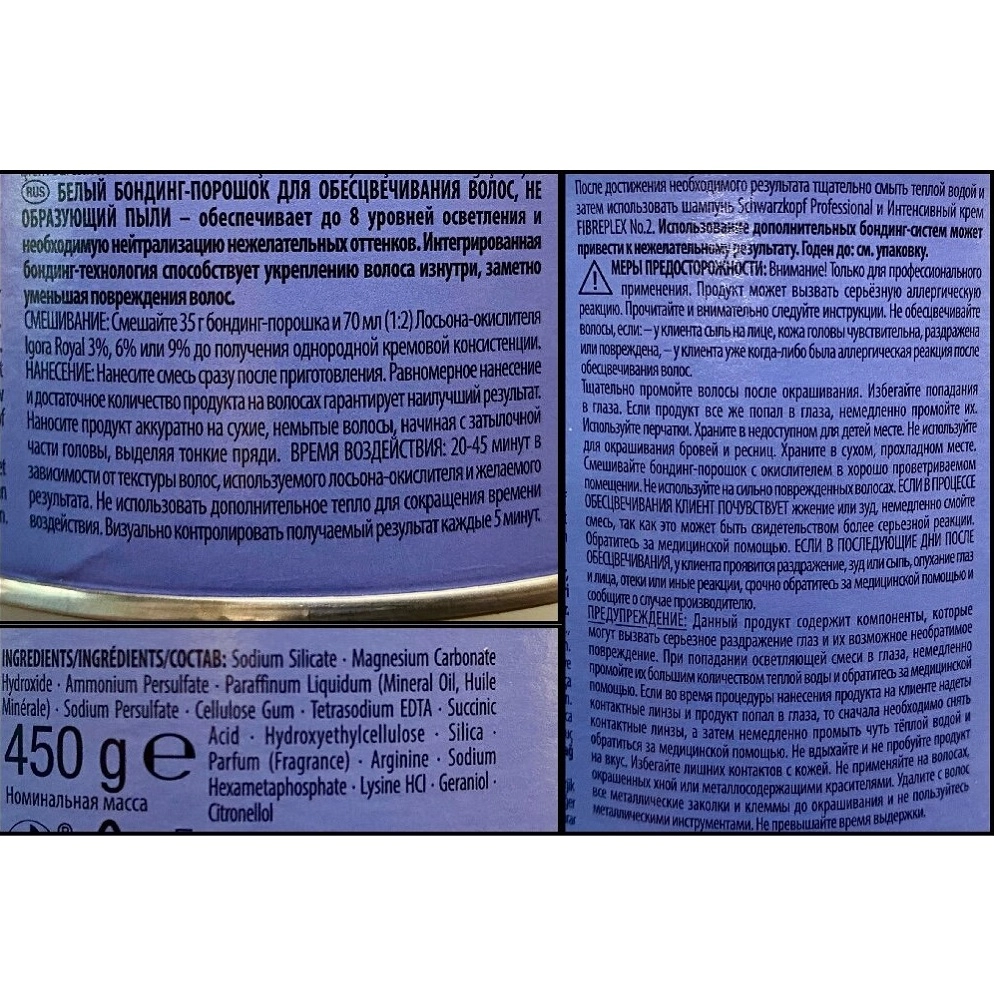 RUS БЕЛЫЙ БОНДИНГ-ПОРОШОК ДЛЯ ОБЕСЦВЕЧИВАНИЯ ВОЛОС, НЕ
ОБРАЗУЮЩИЙ ПЫЛИ – обеспечивает до 8 уровней осветления и
необходимую нейтрализацию нежелательных оттенков. Интегрированная
бондинг-технология способствует укреплению волоса изнутри, заметно
уменьшая повреждения волос.
СМЕШИВАНИЕ: Смешайте 35 г бондинг-порошка и 70 мл (1:2) Лосьона-окислителя
Igora Royal 3%, 6% или 9% до получения однородной кремовой консистенции.
НАНЕСЕНИЕ: Нанесите смесь сразу после приготовления. Равномерное нанесение
и достаточное количество продукта на волосах гарантирует наилучший результат.
Наносите продукт аккуратно на сухие, немытые волосы, начиная с затылочной
части головы, выделяя тонкие пряди. ВРЕМЯ ВОЗДЕЙСТВИЯ: 20-45 минут в
зависимости от текстуры волос, используемого лосьона-окислителя и желаемого
результата. Не использовать дополнительное тепло для сокращения времени
воздействия. Визуально контролировать получаемый результат каждые 5 минут.
INGREDIENTS/INGRÉDIENTS/СОСТАВ: Sodium Silicate · Magnesium Carbonate
Hydroxide · Ammonium Persulfate · Paraffinum Liquidum (Mineral Oil, Huile
Minérale) · Sodium Persulfate · Cellulose Gum · Tetrasodium EDTA · Succinic
Acid · Hydroxyethylcellulose · Silica ·
Parfum (Fragrance) · Arginine · Sodium
Hexametaphosphate · Lysine HCl · Geraniol ·
Citronellol
450 g e
Номинальная масса
После достижения необходимого результата тщательно смыть теплой водой и
затем использовать шампунь Schwarzkopf Professional и Интенсивный крем
FIBREPLEX No.2. Использование дополнительных бондинг-систем может
привести к нежелательному результату. Годен до: см. упаковку.
МЕРЫ ПРЕДОСТОРОЖНОСТИ: Внимание! Только для профессионального
применения. Продукт может вызвать серьёзную аллергическую
реакцию. Прочитайте и внимательно следуйте инструкции. Не обесцвечивайте
волосы, если: – у клиента сыпь на лице, кожа головы чувствительна, раздражена
или повреждена, – у клиента уже когда-либо была аллергическая реакция после
обесцвечивания волос.
Тщательно промойте волосы после окрашивания. Избегайте попадания
в глаза. Если продукт все же попал в глаза, немедленно промойте их.
Используйте перчатки. Храните в недоступном для детей месте. Не используйте
для окрашивания бровей и ресниц. Храните в сухом, прохладном месте.
Смешивайте бондинг-порошок с окислителем в хорошо проветриваемом
помещении. Не используйте на сильно поврежденных волосах. ЕСЛИ В ПРОЦЕССЕ
ОБЕСЦВЕЧИВАНИЯ КЛИЕНТ ПОЧУВСТВУЕТ жжение или зуд, немедленно смойте
смесь, так как это может быть свидетельством более серьезной реакции.
Обратитесь за медицинской помощью. ЕСЛИ В ПОСЛЕДУЮЩИЕ ДНИ ПОСЛЕ
ОБЕСЦВЕЧИВАНИЯ, у клиента проявится раздражение, зуд или сыпь, опухание глаз
и лица, отеки или иные реакции, срочно обратитесь за медицинской помощью и
сообщите о случае производителю.
ПРЕДУПРЕЖДЕНИЕ: Данный продукт содержит компоненты, которые
могут вызвать серьезное раздражение глаз и их возможное необратимое
повреждение. При попадании осветляющей смеси в глаза, немедленно
промойте их большим количеством теплой воды и обратитесь за медицинской
помощью. Если во время процедуры нанесения продукта на клиенте надеты
контактные линзы и продукт попал в глаза, то сначала необходимо снять
контактные линзы, а затем немедленно промыть чуть тёплой водой и
обратиться за медицинской помощью. Не вдыхайте и не пробуйте продукт
на вкус. Избегайте лишних контактов с кожей. Не применяйте на волосах,
окрашенных хной или металлосодержащими красителями. Удалите с волос
все металлические заколки и клеммы до окрашивания и не пользуйтесь
металлическими инструментами. Не превышайте время выдержки.